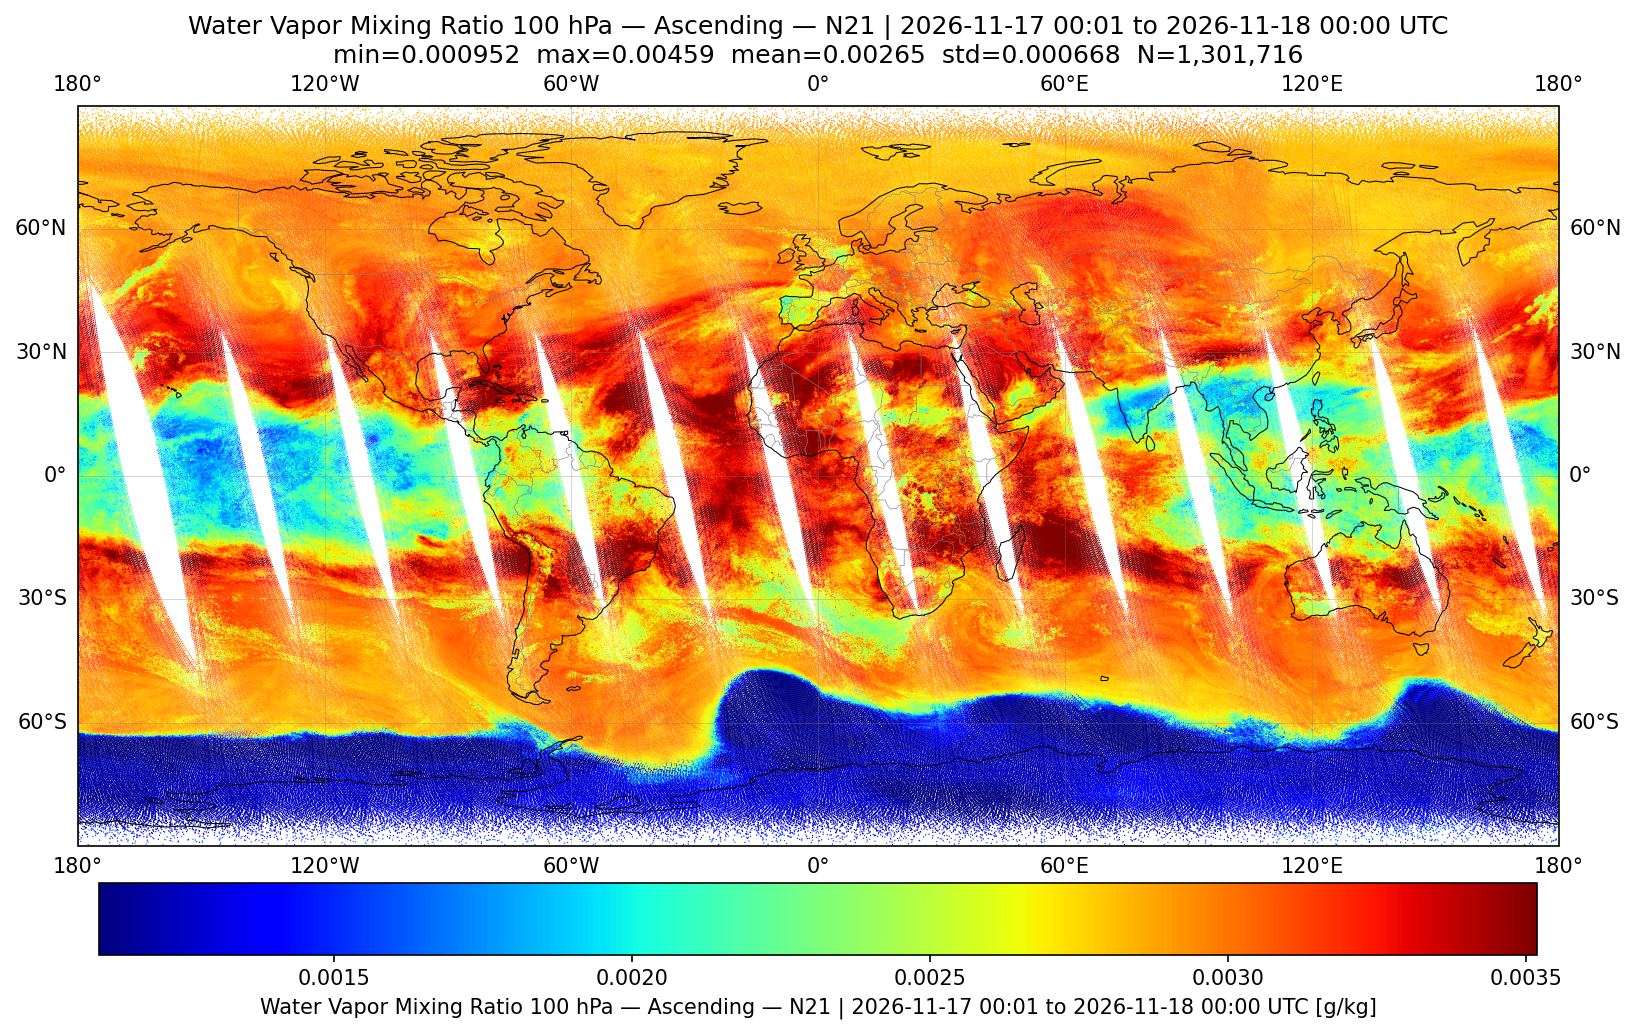 Water Vapor Mixing Ratio 100 hPa — Ascending — N21 | 2026-11-17 00:01 to 2026-11-18 00:00 UTC
min=0.000952 max=0.00459 mean=0.00265 std=0.000668 N=1,301,716
180° 120°W 60°W 0° 60°E 120°E 180°
60°N 60°N
30°N 30°N
0° 0°
30°S 30°S
60°S 60°S
180° 120°W 60°W 0° 60°E 120°E 180°
0.0015 0.0020 0.0025 0.0030 0.0035
Water Vapor Mixing Ratio 100 hPa — Ascending — N21 | 2026-11-17 00:01 to 2026-11-18 00:00 UTC [g/kg]